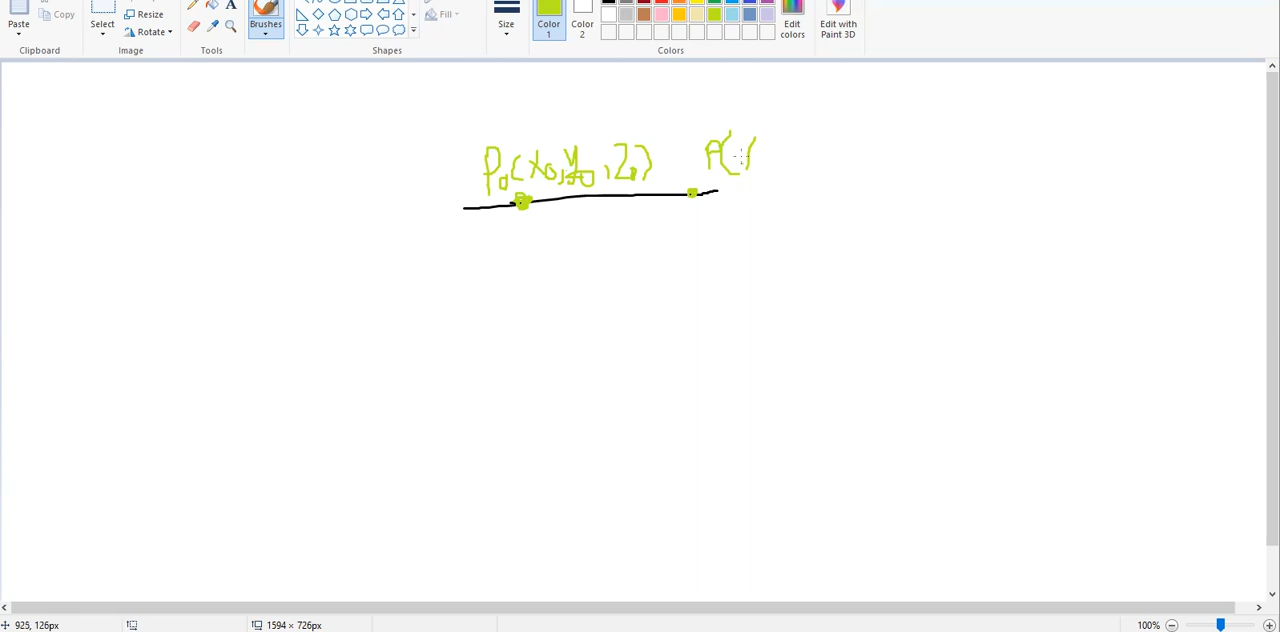 Paste
Copy
Clipboard
Select
Resize
Rotate
Image
Tools
Brushes
Shapes
Fill
Size
Color 1
Color 2
Edit colors
Colors
Edit with Paint 3D
P₀(x₀,y₀,z₀)
925, 126px
1594 × 726px
100%